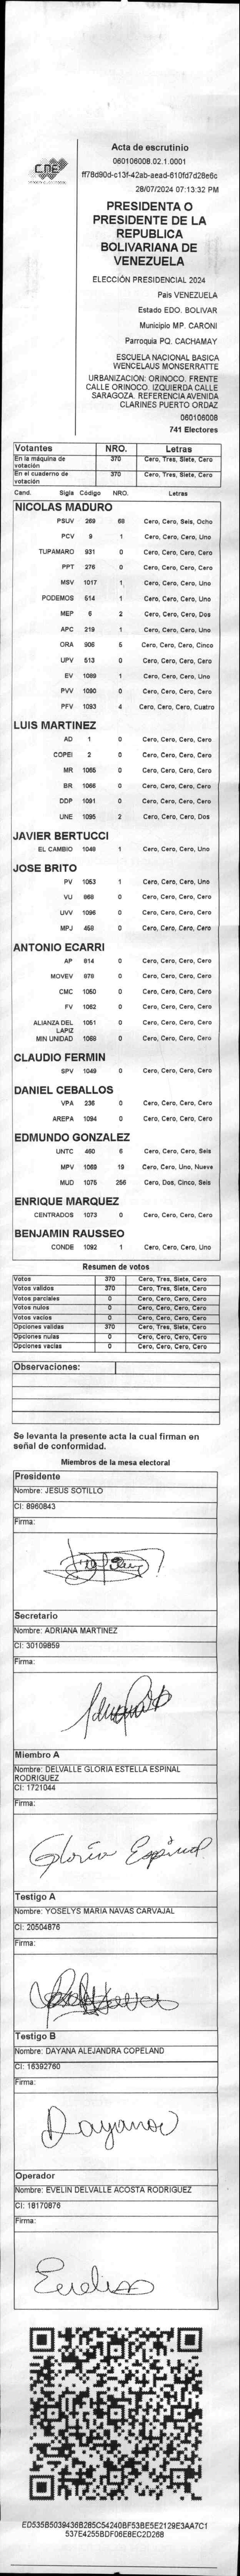 CNE
Acta de escrutinio
060106008.02.1.0001
ff78d90d-c13f-42ab-aead-610fd7d28e6c
28/07/2024 07:13:32 PM
PRESIDENTA O
PRESIDENTE DE LA
REPUBLICA
BOLIVARIANA DE
VENEZUELA
ELECCIÓN PRESIDENCIAL 2024
Pais VENEZUELA
Estado EDO. BOLIVAR
Municipio MP. CARONI
Parroquia PQ. CACHAMAY
ESCUELA NACIONAL BASICA
WENCELAUS MONSERRATTE
URBANIZACION: ORINOCO. FRENTE
CALLE ORINOCO. IZQUIERDA CALLE
SARAGOZA. REFERENCIA AVENIDA
CLARINES PUERTO ORDAZ
060106008
741 Electores
Votantes NRO. Letras
En la máquina de votación 370 Cero, Tres, Siete, Cero
En el cuaderno de votación 370 Cero, Tres, Siete, Cero
Cand. Sigla Código NRO. Letras
NICOLAS MADURO
PSUV 269 68 Cero, Cero, Seis, Ocho
PCV 9 1 Cero, Cero, Cero, Uno
TUPAMARO 931 0 Cero, Cero, Cero, Cero
PPT 276 0 Cero, Cero, Cero, Cero
MSV 1017 1 Cero, Cero, Cero, Uno
PODEMOS 514 1 Cero, Cero, Cero, Uno
MEP 6 2 Cero, Cero, Cero, Dos
APC 219 1 Cero, Cero, Cero, Uno
ORA 906 5 Cero, Cero, Cero, Cinco
UPV 513 0 Cero, Cero, Cero, Cero
EV 1089 1 Cero, Cero, Cero, Uno
PVV 1090 0 Cero, Cero, Cero, Cero
PFV 1093 4 Cero, Cero, Cero, Cuatro
LUIS MARTINEZ
AD 1 0 Cero, Cero, Cero, Cero
COPEI 2 0 Cero, Cero, Cero, Cero
MR 1065 0 Cero, Cero, Cero, Cero
BR 1066 0 Cero, Cero, Cero, Cero
DDP 1091 0 Cero, Cero, Cero, Cero
UNE 1095 2 Cero, Cero, Cero, Dos
JAVIER BERTUCCI
EL CAMBIO 1048 1 Cero, Cero, Cero, Uno
JOSE BRITO
PV 1053 1 Cero, Cero, Cero, Uno
VU 868 0 Cero, Cero, Cero, Cero
UVV 1096 0 Cero, Cero, Cero, Cero
MPJ 458 0 Cero, Cero, Cero, Cero
ANTONIO ECARRI
AP 814 0 Cero, Cero, Cero, Cero
MOVEV 878 0 Cero, Cero, Cero, Cero
CMC 1050 0 Cero, Cero, Cero, Cero
FV 1062 0 Cero, Cero, Cero, Cero
ALIANZA DEL LAPIZ 1051 0 Cero, Cero, Cero, Cero
MIN UNIDAD 1068 0 Cero, Cero, Cero, Cero
CLAUDIO FERMIN
SPV 1049 0 Cero, Cero, Cero, Cero
DANIEL CEBALLOS
VPA 236 0 Cero, Cero, Cero, Cero
AREPA 1094 0 Cero, Cero, Cero, Cero
EDMUNDO GONZALEZ
UNTC 460 6 Cero, Cero, Cero, Seis
MPV 1069 19 Cero, Cero, Uno, Nueve
MUD 1076 256 Cero, Dos, Cinco, Seis
ENRIQUE MARQUEZ
CENTRADOS 1073 0 Cero, Cero, Cero, Cero
BENJAMIN RAUSSEO
CONDE 1092 1 Cero, Cero, Cero, Uno
Resumen de votos
Votos 370 Cero, Tres, Siete, Cero
Votos validos 370 Cero, Tres, Siete, Cero
Votos parciales 0 Cero, Cero, Cero, Cero
Votos nulos 0 Cero, Cero, Cero, Cero
Votos vacíos 0 Cero, Cero, Cero, Cero
Opciones validas 370 Cero, Tres, Siete, Cero
Opciones nulas 0 Cero, Cero, Cero, Cero
Opciones vacías 0 Cero, Cero, Cero, Cero
Observaciones:
Se levanta la presente acta la cual firman en
señal de conformidad.
Miembros de la mesa electoral
Presidente
Nombre: JESUS SOTILLO
CI: 8960843
Firma:
Secretario
Nombre: ADRIANA MARTINEZ
CI: 30109859
Firma:
Miembro A
Nombre: DELVALLE GLORIA ESTELLA ESPINAL
RODRIGUEZ
CI: 1721044
Firma:
Gloria Espinal
Testigo A
Nombre: YOSELYS MARIA NAVAS CARVAJAL
CI: 20504876
Firma:
Testigo B
Nombre: DAYANA ALEJANDRA COPELAND
CI: 16392760
Firma:
Dayana
Operador
Nombre: EVELIN DELVALLE ACOSTA RODRIGUEZ
CI: 18170876
Firma:
Evelin
ED535B5039436B285C54240BF53BE5E2129E3AA7C1
537E4255BDF06E8EC2D268